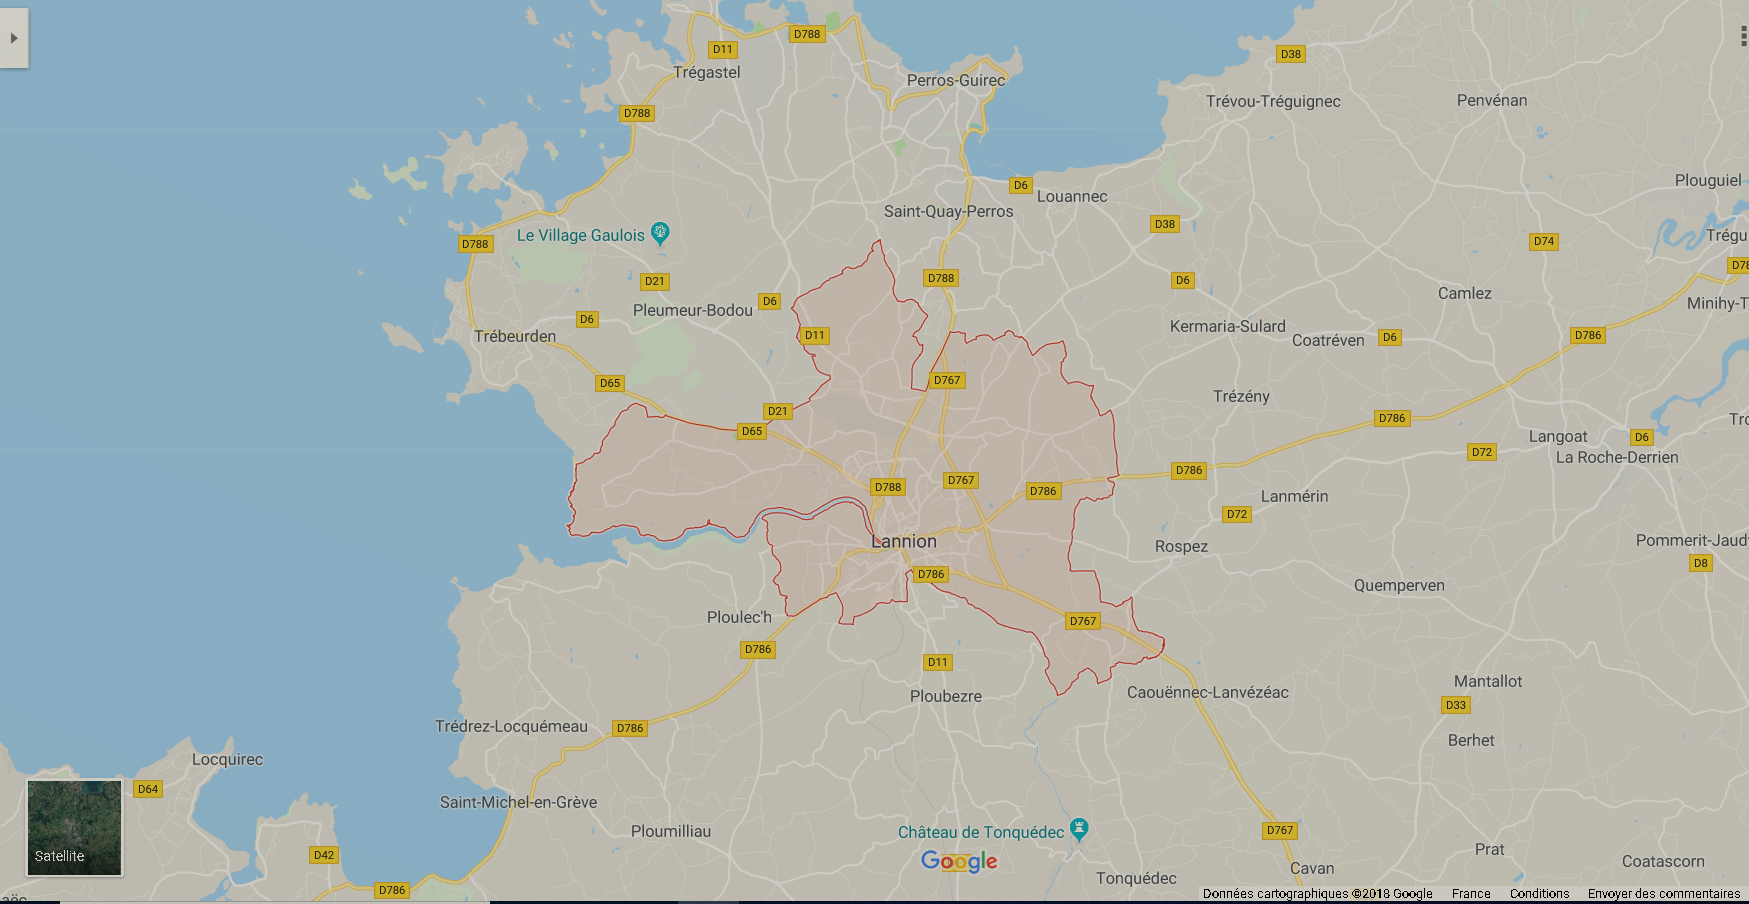 D788
D38
D11
Trégastel
Perros-Guirec
Trévou-Tréguignec
Penvénan
D788
Plouguiel
D6
Louannec
Saint-Quay-Perros
D38
Le Village Gaulois
D788
D74
Trégu
D78
D21
D788
D6
Camlez
D6
Minihy-T
Pleumeur-Bodou
D6
Kermaria-Sulard
Coatréven
D6
D786
Trébeurden
D11
D65
D767
Trézény
D21
D786
Tro
D65
Langoat
D6
D72
La Roche-Derrien
D786
D788
D767
D786
Lanmérin
D72
Lannion
Rospez
Pommerit-Jaudy
D8
D786
Quemperven
Ploulec'h
D767
D786
D11
Ploubezre
Caouënnec-Lanvézéac
Mantallot
D33
Trédrez-Locquémeau
D786
Berhet
Locquirec
D64
Saint-Michel-en-Grève
Ploumilliau
Château de Tonquédec
D767
Satellite
D42
Google
Prat
Coatascorn
Cavan
Tonquédec
D786
Données cartographiques ©2018 Google France Conditions Envoyer des commentaires